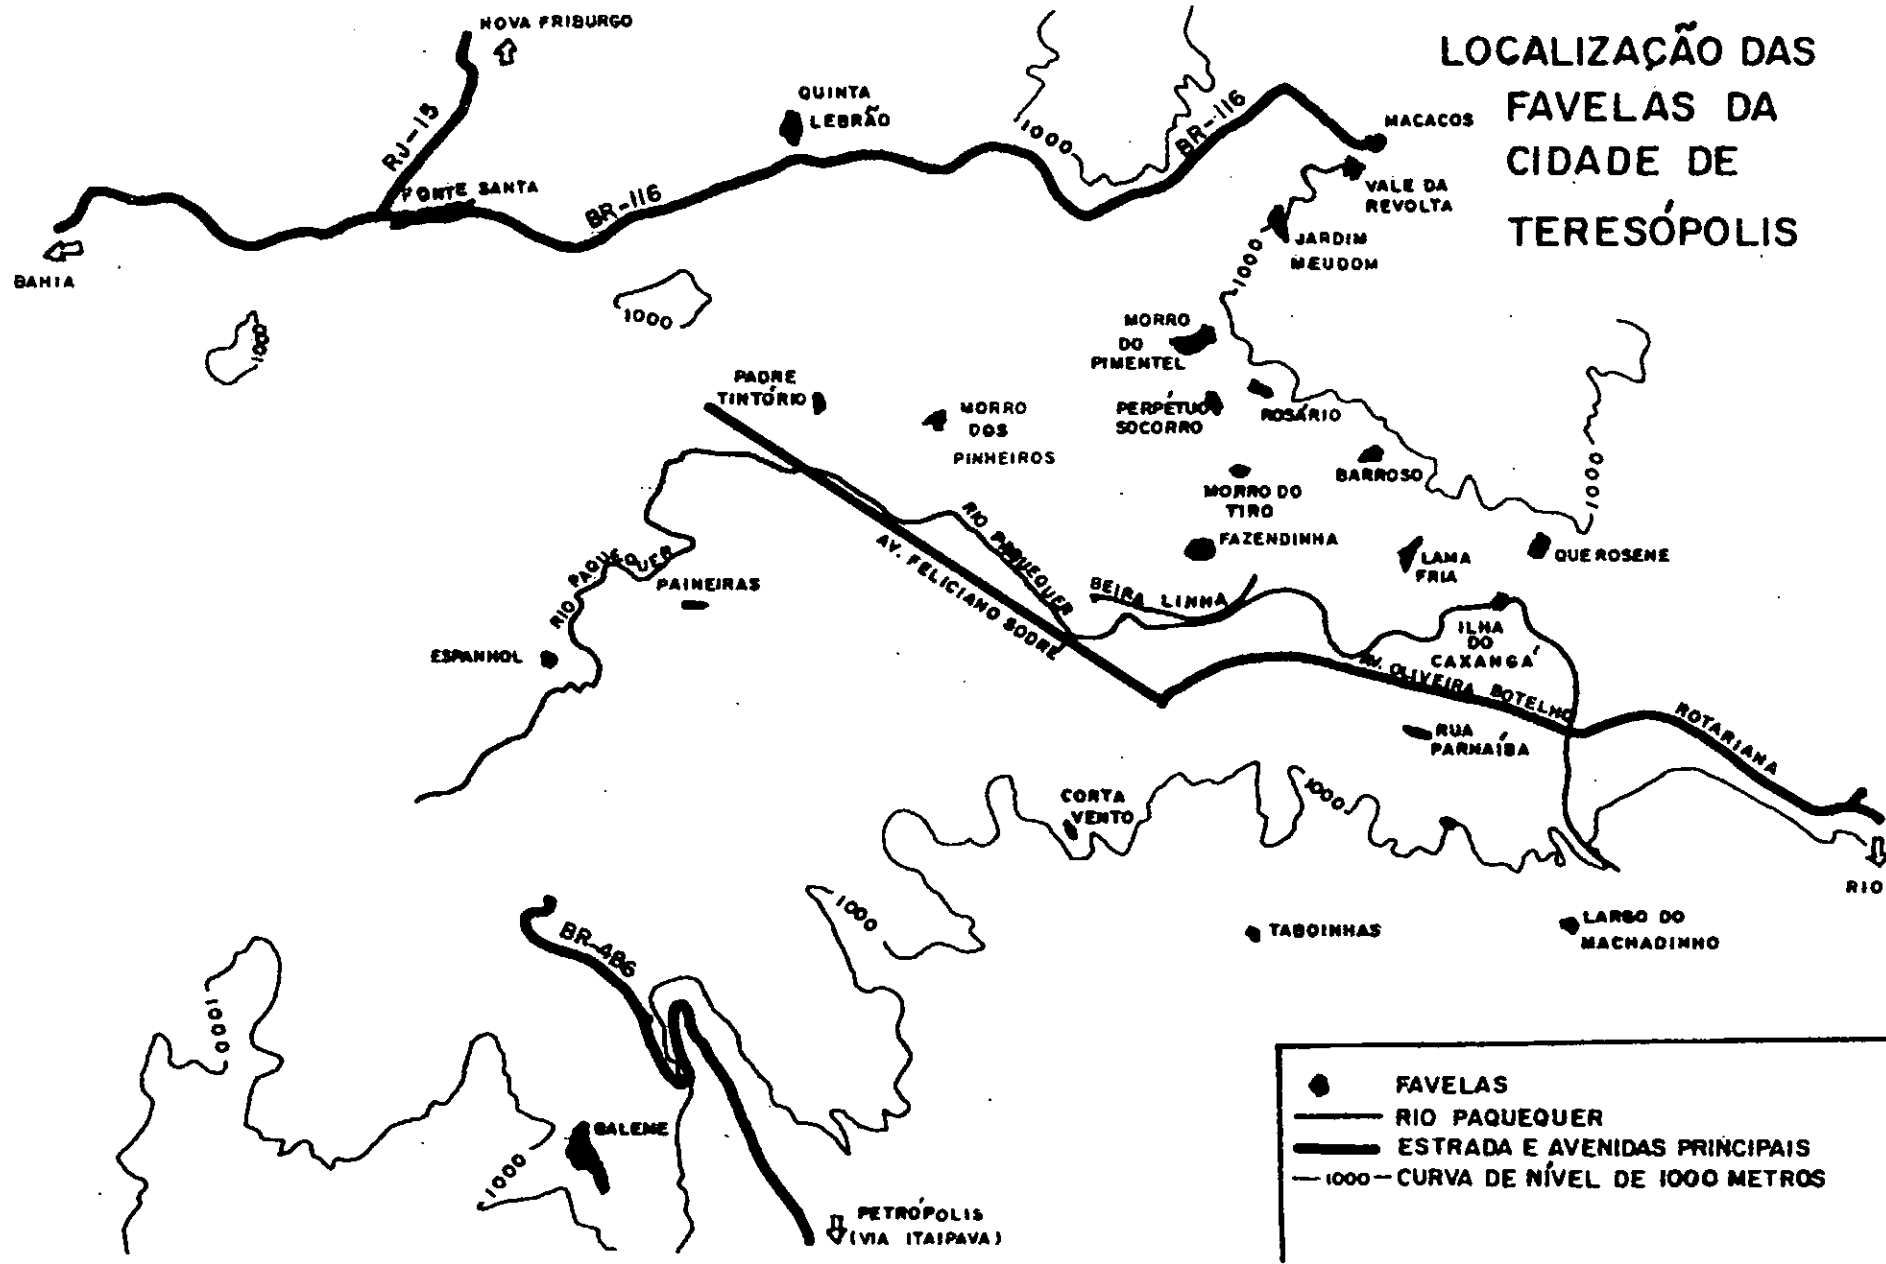 LOCALIZAÇÃO DAS
FAVELAS DA
CIDADE DE
TERESÓPOLIS
NOVA FRIBURGO
RJ-15
QUINTA
LEBRÃO
1000
BR-116
MACACOS
FONTE SANTA
BR-116
VALE DA
REVOLTA
BAHIA
JARDIM
MEUDOM
1000
1000
1000
MORRO
DO
PIMENTEL
PADRE
TINTÓRIO
MORRO
DOS
PINHEIROS
PERPÉTUO
SOCORRO
ROSÁRIO
BARROSO
1000
MORRO DO
TIRO
FAZENDINHA
LAMA
FRIA
QUEROSENE
RIO PAQUEQUER
AV. FELICIANO SODRÉ
BEIRA LINHA
RIO PAQUEQUER
PAINEIRAS
ESPANHOL
ILHA
DO
CAXANGÁ
AV. OLIVEIRA BOTELHO
ROTARIANA
RUA
PARNAÍBA
CORTA
VENTO
1000
RIO
1000
TABOINHAS
LARGO DO
MACHADINHO
BR-486
1000
GALEME
1000
PETRÓPOLIS
(VIA ITAIPAVA)
FAVELAS
RIO PAQUEQUER
ESTRADA E AVENIDAS PRINCIPAIS
1000 CURVA DE NÍVEL DE 1000 METROS